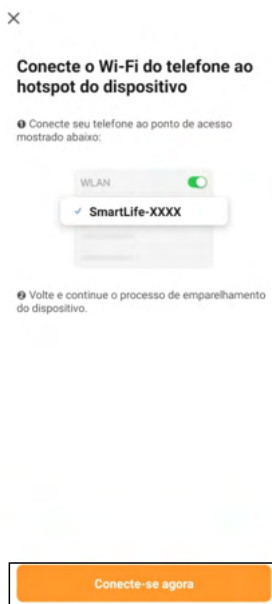 Conecte o Wi-Fi do telefone ao
hotspot do dispositivo
❶ Conecte seu telefone ao ponto de acesso
mostrado abaixo:
WLAN
SmartLife-XXXX
❷ Volte e continue o processo de emparelhamento
do dispositivo.
Conecte-se agora